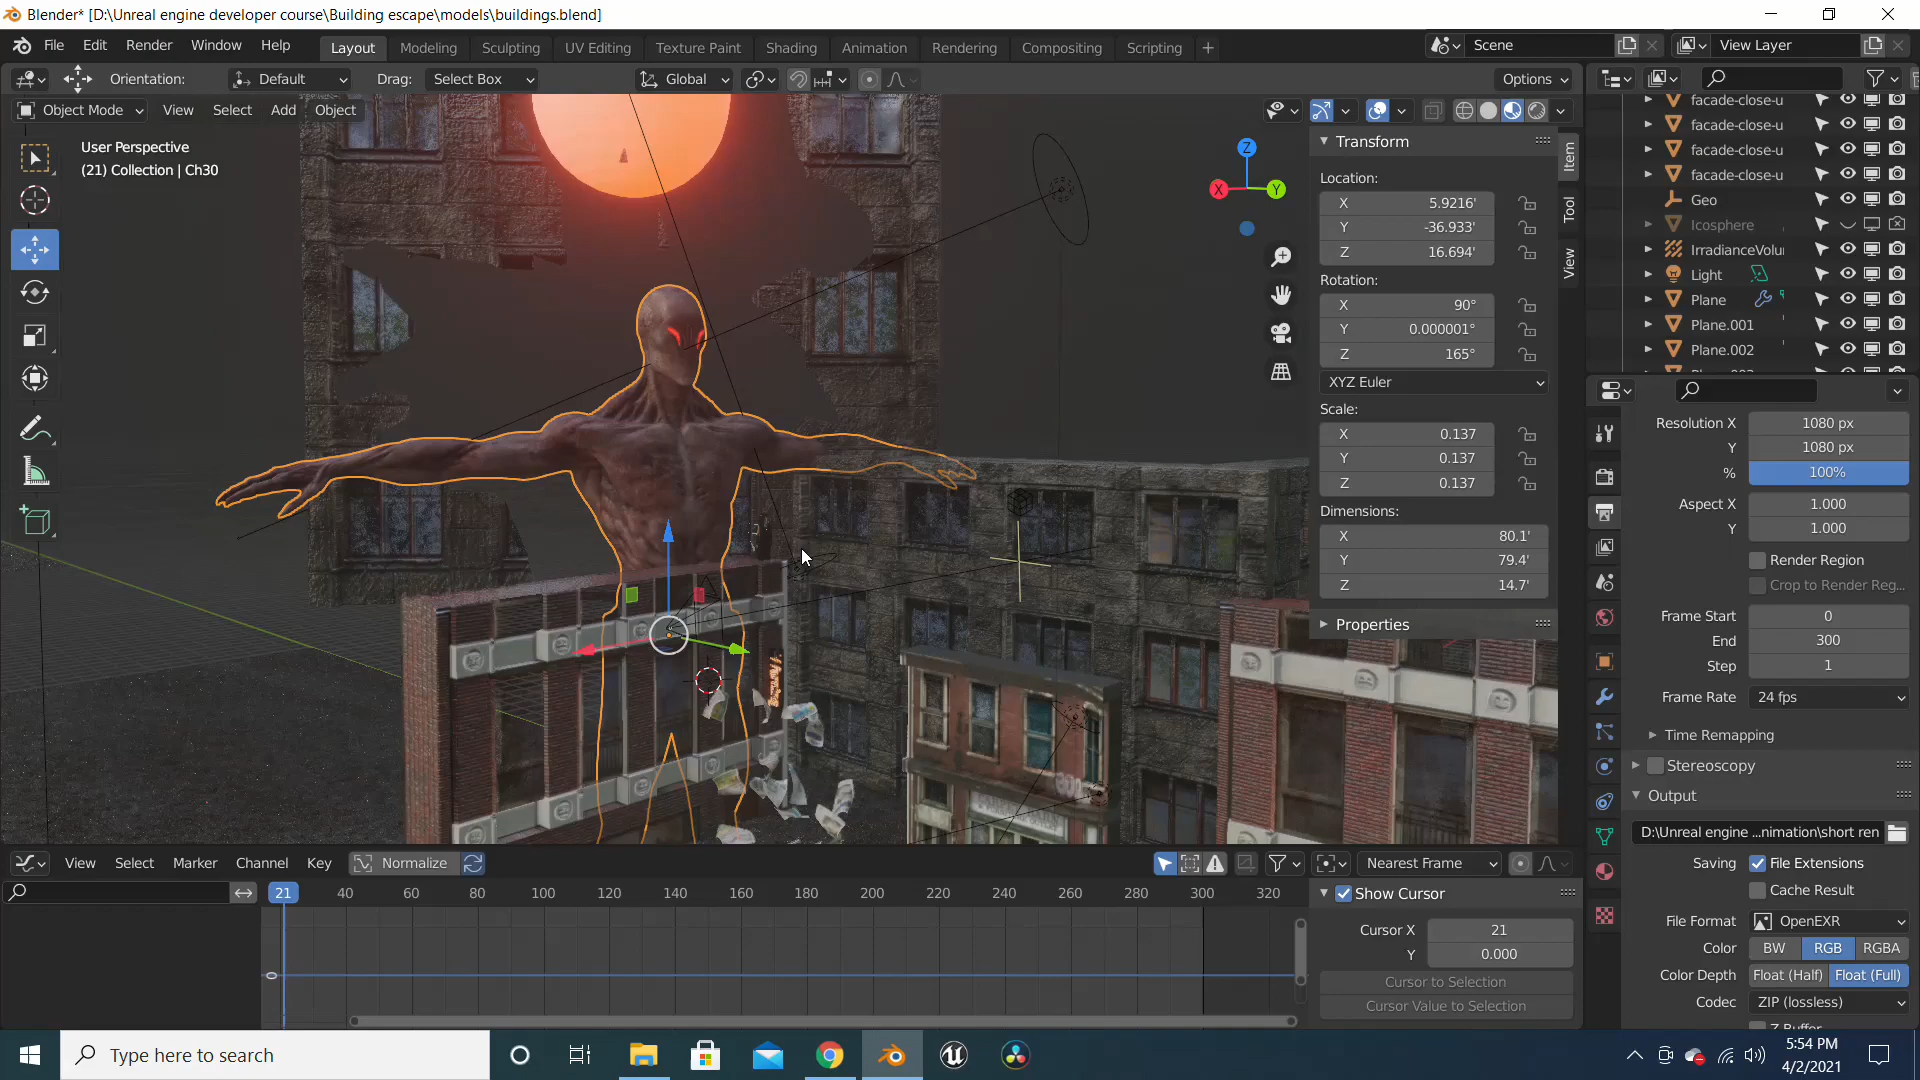 Blender* [D:\Unreal engine developer course\Building escape\models\buildings.blend]
File Edit Render Window Help Layout Modeling Sculpting UV Editing Texture Paint Shading Animation Rendering Compositing Scripting + Scene View Layer
Orientation: Default Drag: Select Box Global Options
Object Mode View Select Add Object
User Perspective
(21) Collection | Ch30
Z
X
Y
Transform
Location:
X 5.9216'
Y -36.933'
Z 16.694'
Rotation:
X 90°
Y 0.000001°
Z 165°
XYZ Euler
Scale:
X 0.137
Y 0.137
Z 0.137
Dimensions:
X 80.1'
Y 79.4'
Z 14.7'
Properties
Item
Tool
View
facade-close-u
facade-close-u
facade-close-u
facade-close-u
Geo
Icosphere
IrradianceVolu
Light
Plane
Plane.001
Plane.002
Resolution X 1080 px
Y 1080 px
% 100%
Aspect X 1.000
Y 1.000
Render Region
Crop to Render Reg...
Frame Start 0
End 300
Step 1
Frame Rate 24 fps
Time Remapping
Stereoscopy
Output
D:\Unreal engine ...nimation\short ren
Saving File Extensions
Cache Result
File Format OpenEXR
Color BW RGB RGBA
Color Depth Float (Half) Float (Full)
Codec ZIP (lossless)
Z Buffer
View Select Marker Channel Key Normalize Nearest Frame
21 40 60 80 100 120 140 160 180 200 220 240 260 280 300 320
Show Cursor
Cursor X 21
Y 0.000
Cursor to Selection
Cursor Value to Selection
Type here to search
5:54 PM
4/2/2021